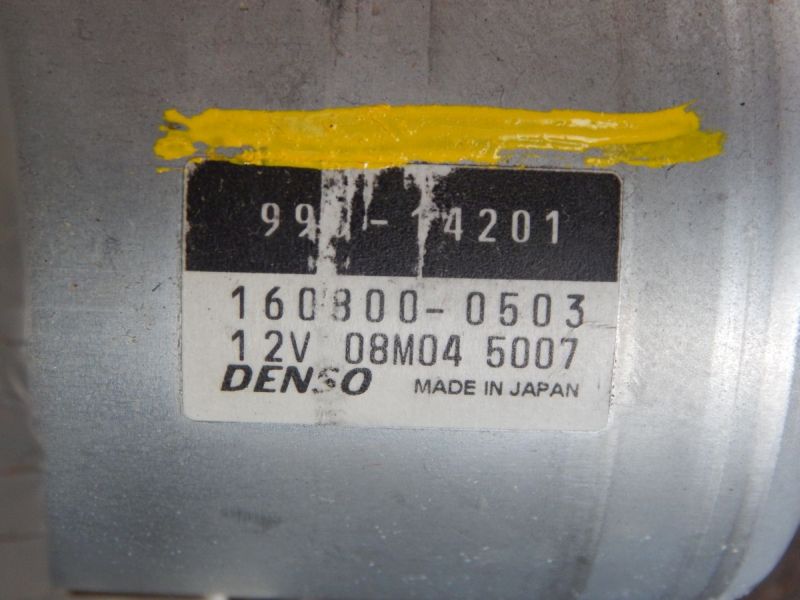 160800-0503
12V 08M04 5007
DENSO MADE IN JAPAN